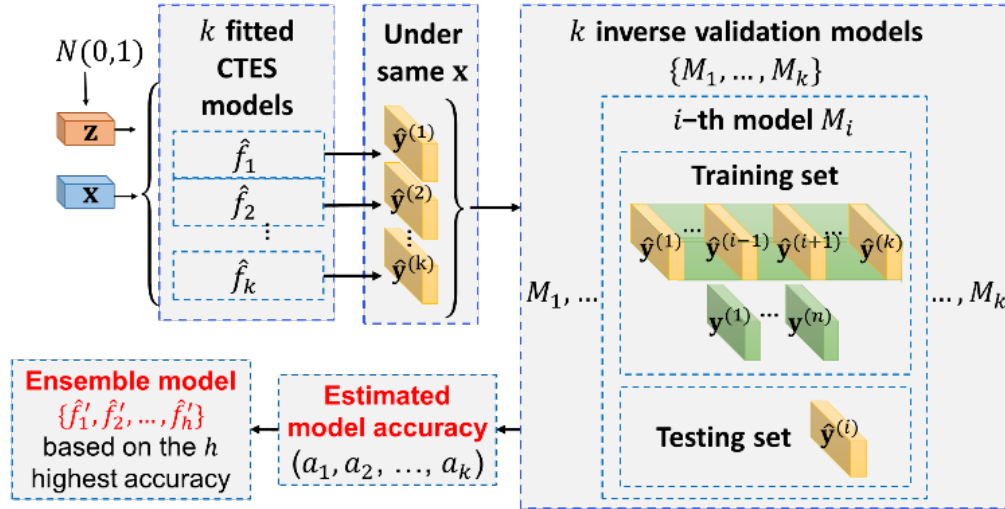 N(0,1)
z
x
k fitted
CTES
models
f̂₁
f̂₂
⋮
f̂ₖ
Under
same x
ŷ⁽¹⁾
ŷ⁽²⁾
⋮
ŷ⁽ᵏ⁾
k inverse validation models
{M₁, ..., Mₖ}
i–th model Mᵢ
Training set
ŷ⁽¹⁾ ... ŷ⁽ⁱ⁻¹⁾ ŷ⁽ⁱ⁺¹⁾ ... ŷ⁽ᵏ⁾
M₁, ...
..., Mₖ
y⁽¹⁾ ... y⁽ⁿ⁾
Testing set ŷ⁽ⁱ⁾
Estimated
model accuracy
(a₁, a₂, ..., aₖ)
Ensemble model
{f̂₁′, f̂₂′, ..., f̂ₕ′}
based on the h
highest accuracy